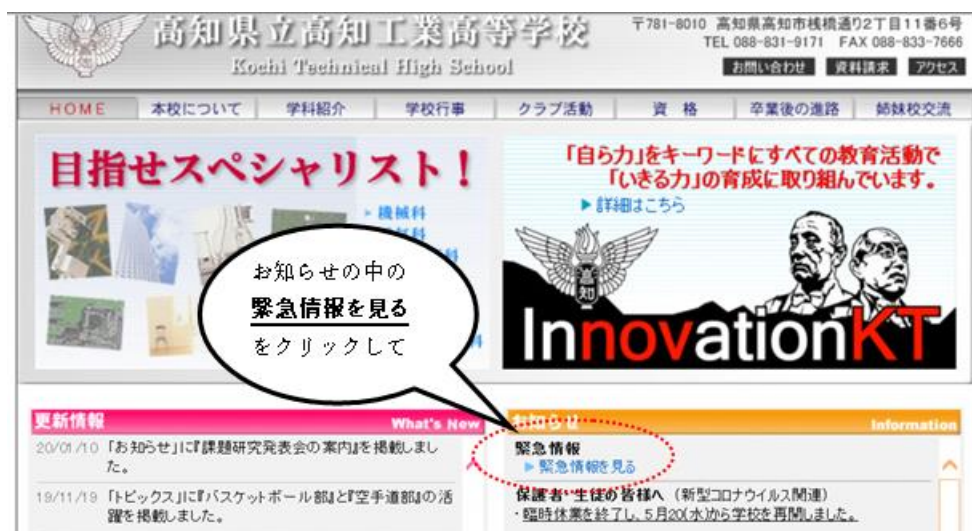 高知県立高知工業高等学校
Kochi Technical High School
〒781-8010 高知県高知市桟橋通り2丁目11番6号
TEL 088-831-9171 FAX 088-833-7666
お問い合わせ 資料請求 アクセス
HOME 本校について 学科紹介 学校行事 クラブ活動 資 格 卒業後の進路 姉妹校交流
目指せスペシャリスト!
機械科
「自ら力」をキーワードにすべての教育活動で
「いきる力」の育成に取り組んでいます。
▶詳細はこちら
高知
InnovationKT
お知らせの中の
緊急情報を見る
をクリックして
更新情報 What's New
20/01/10 「お知らせ」に『課題研究発表会の案内』を掲載しまし
た。
19/11/19 「トピックス」に『バスケットボール部』と『空手道部』の活
躍を掲載しました。
お知らせ Information
緊急情報
▶緊急情報を見る
保護者・生徒の皆様へ (新型コロナウイルス関連)
・臨時休業を終了し、5月20(水)から学校を再開しました。